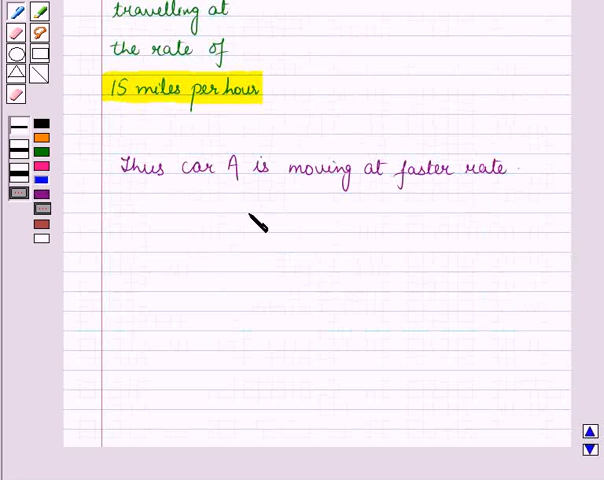 travelling at
the rate of
15 miles per hour
Thus car A is moving at faster rate.